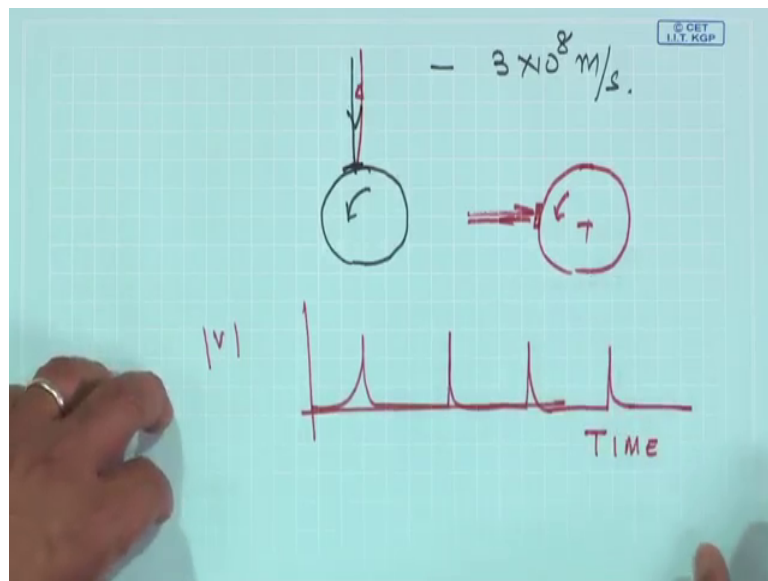 © CET
I.I.T. KGP
- 3 × 10⁸ m/s.
T
|V|
TIME